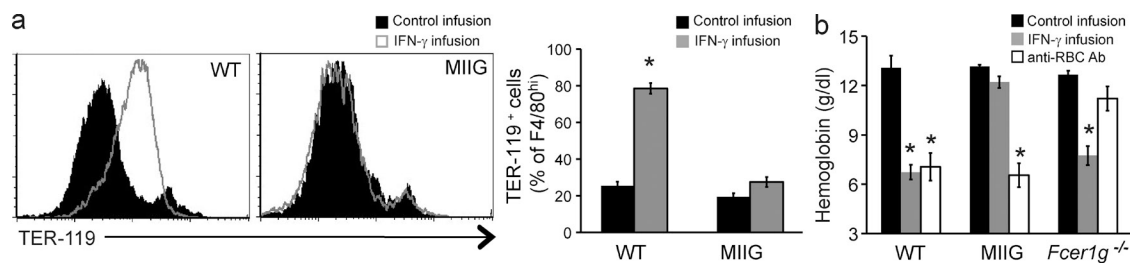 a
Control infusion
IFN-γ infusion
WT
MIIG
TER-119
Control infusion
IFN-γ infusion
TER-119⁺ cells
(% of F4/80ʰⁱ)
100
80
60
40
20
0
*
WT
MIIG
b
Control infusion
IFN-γ infusion
anti-RBC Ab
Hemoglobin (g/dl)
15
12
9
6
3
* *
*
*
WT
MIIG
Fcer1g⁻/⁻